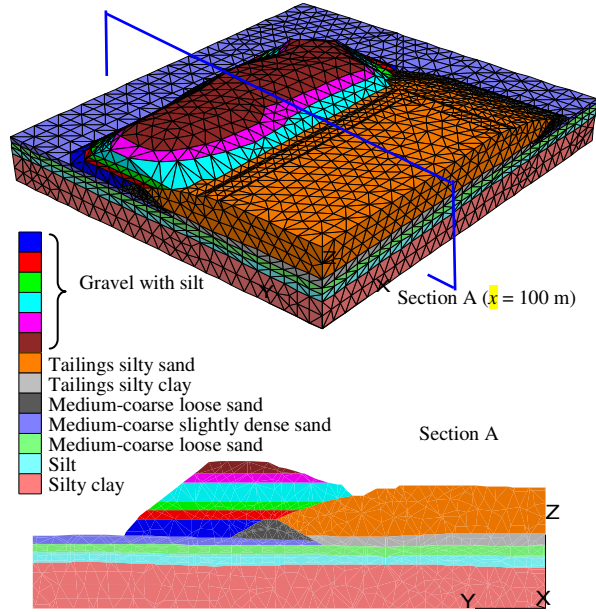 Y
X
Gravel with silt
Section A (x = 100 m)
Tailings silty sand
Tailings silty clay
Medium-coarse loose sand
Medium-coarse slightly dense sand
Medium-coarse loose sand
Silt
Silty clay
Section A
Z
Y
X